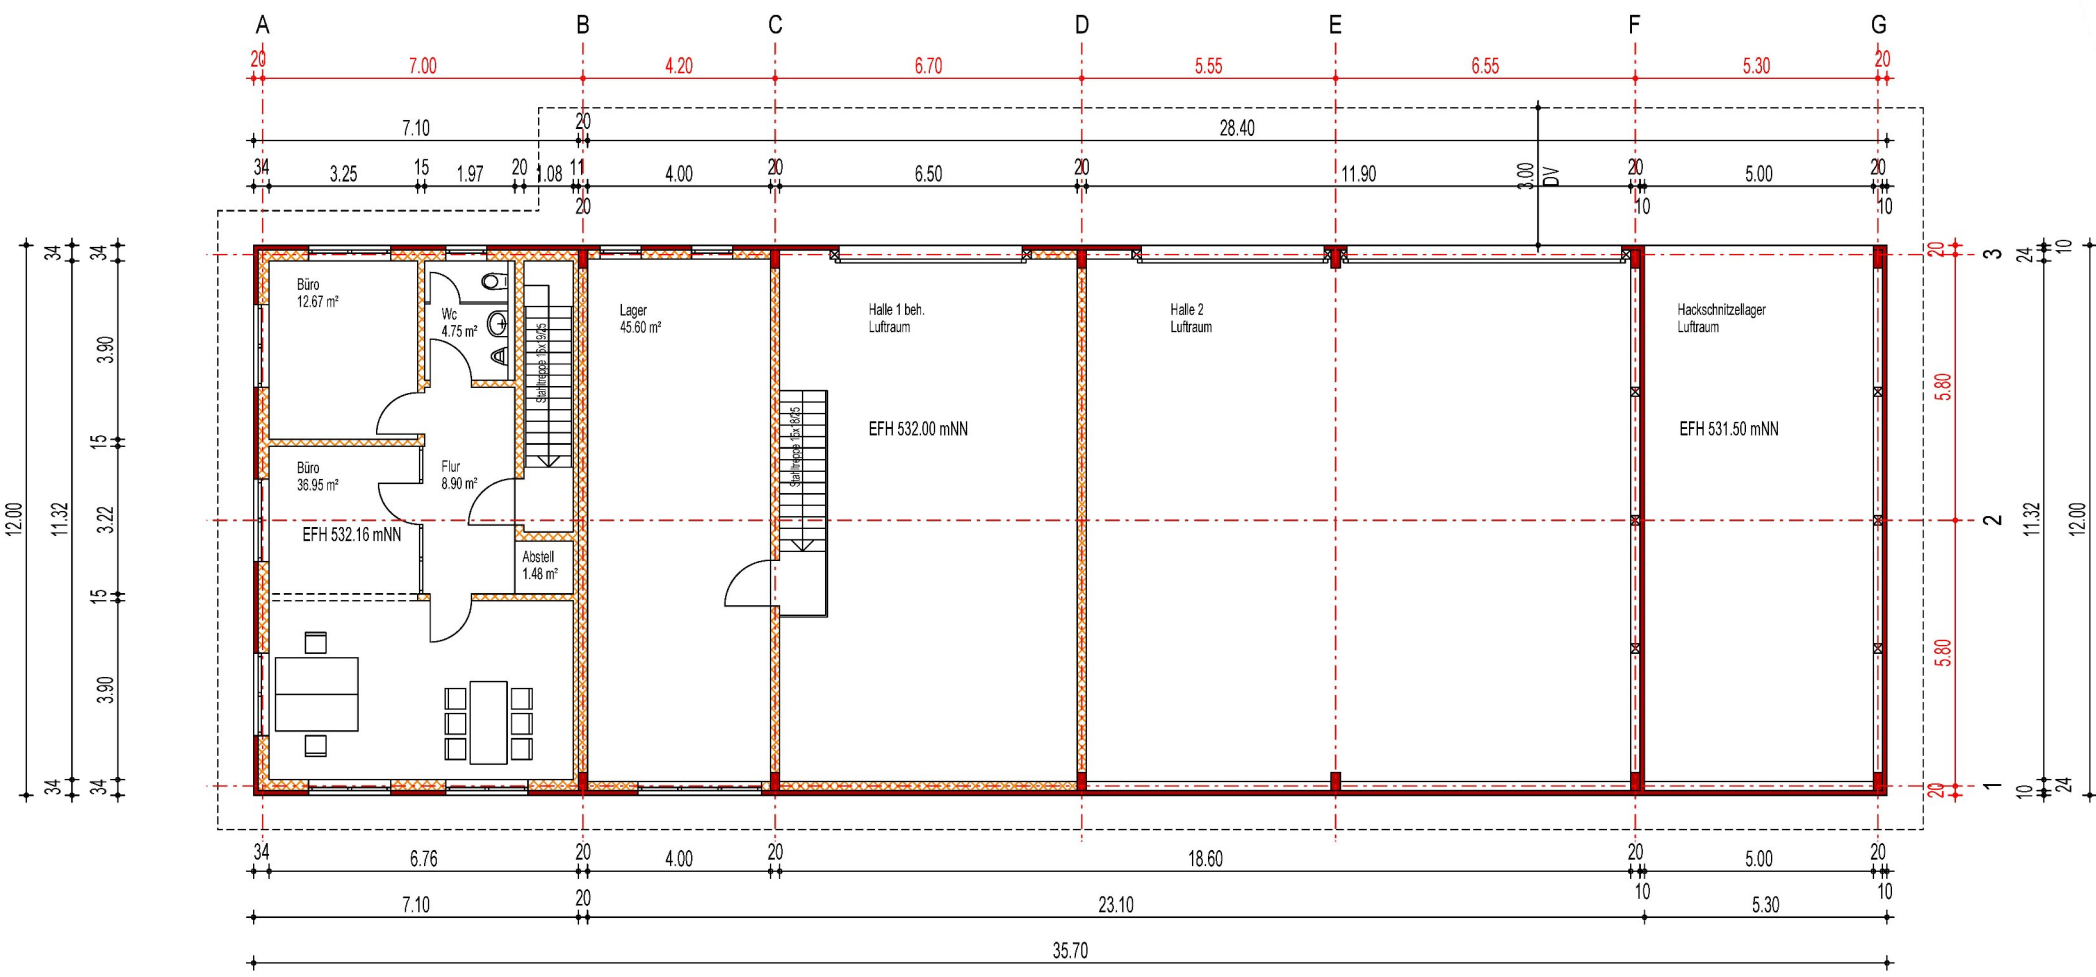 A B C D E F G
20 7.00 4.20 6.70 5.55 6.55 5.30 20
7.10 20 28.40
34 3.25 15 1.97 20 1.08 11 4.00 20 6.50 20 11.90 20 5.00 20
20 10 10
3.00
DV
34 34
3.90
15
12.00 11.32 3.22
15
3.90
34 34
20 3 24 10
5.80
2 11.32 12.00
5.80
20 1 10 24
Büro
12.67 m²
Wc
4.75 m²
Stahltreppe 16x19/25
Lager
45.60 m²
Halle 1 beh.
Luftraum
Halle 2
Luftraum
Hackschnitzellager
Luftraum
Stahltreppe 15x18/25
EFH 532.00 mNN
EFH 531.50 mNN
Büro
36.95 m²
Flur
8.90 m²
EFH 532.16 mNN
Abstell
1.48 m²
34 6.76 20 4.00 20 18.60 20 5.00 20
10 10
7.10 20 23.10 5.30
35.70